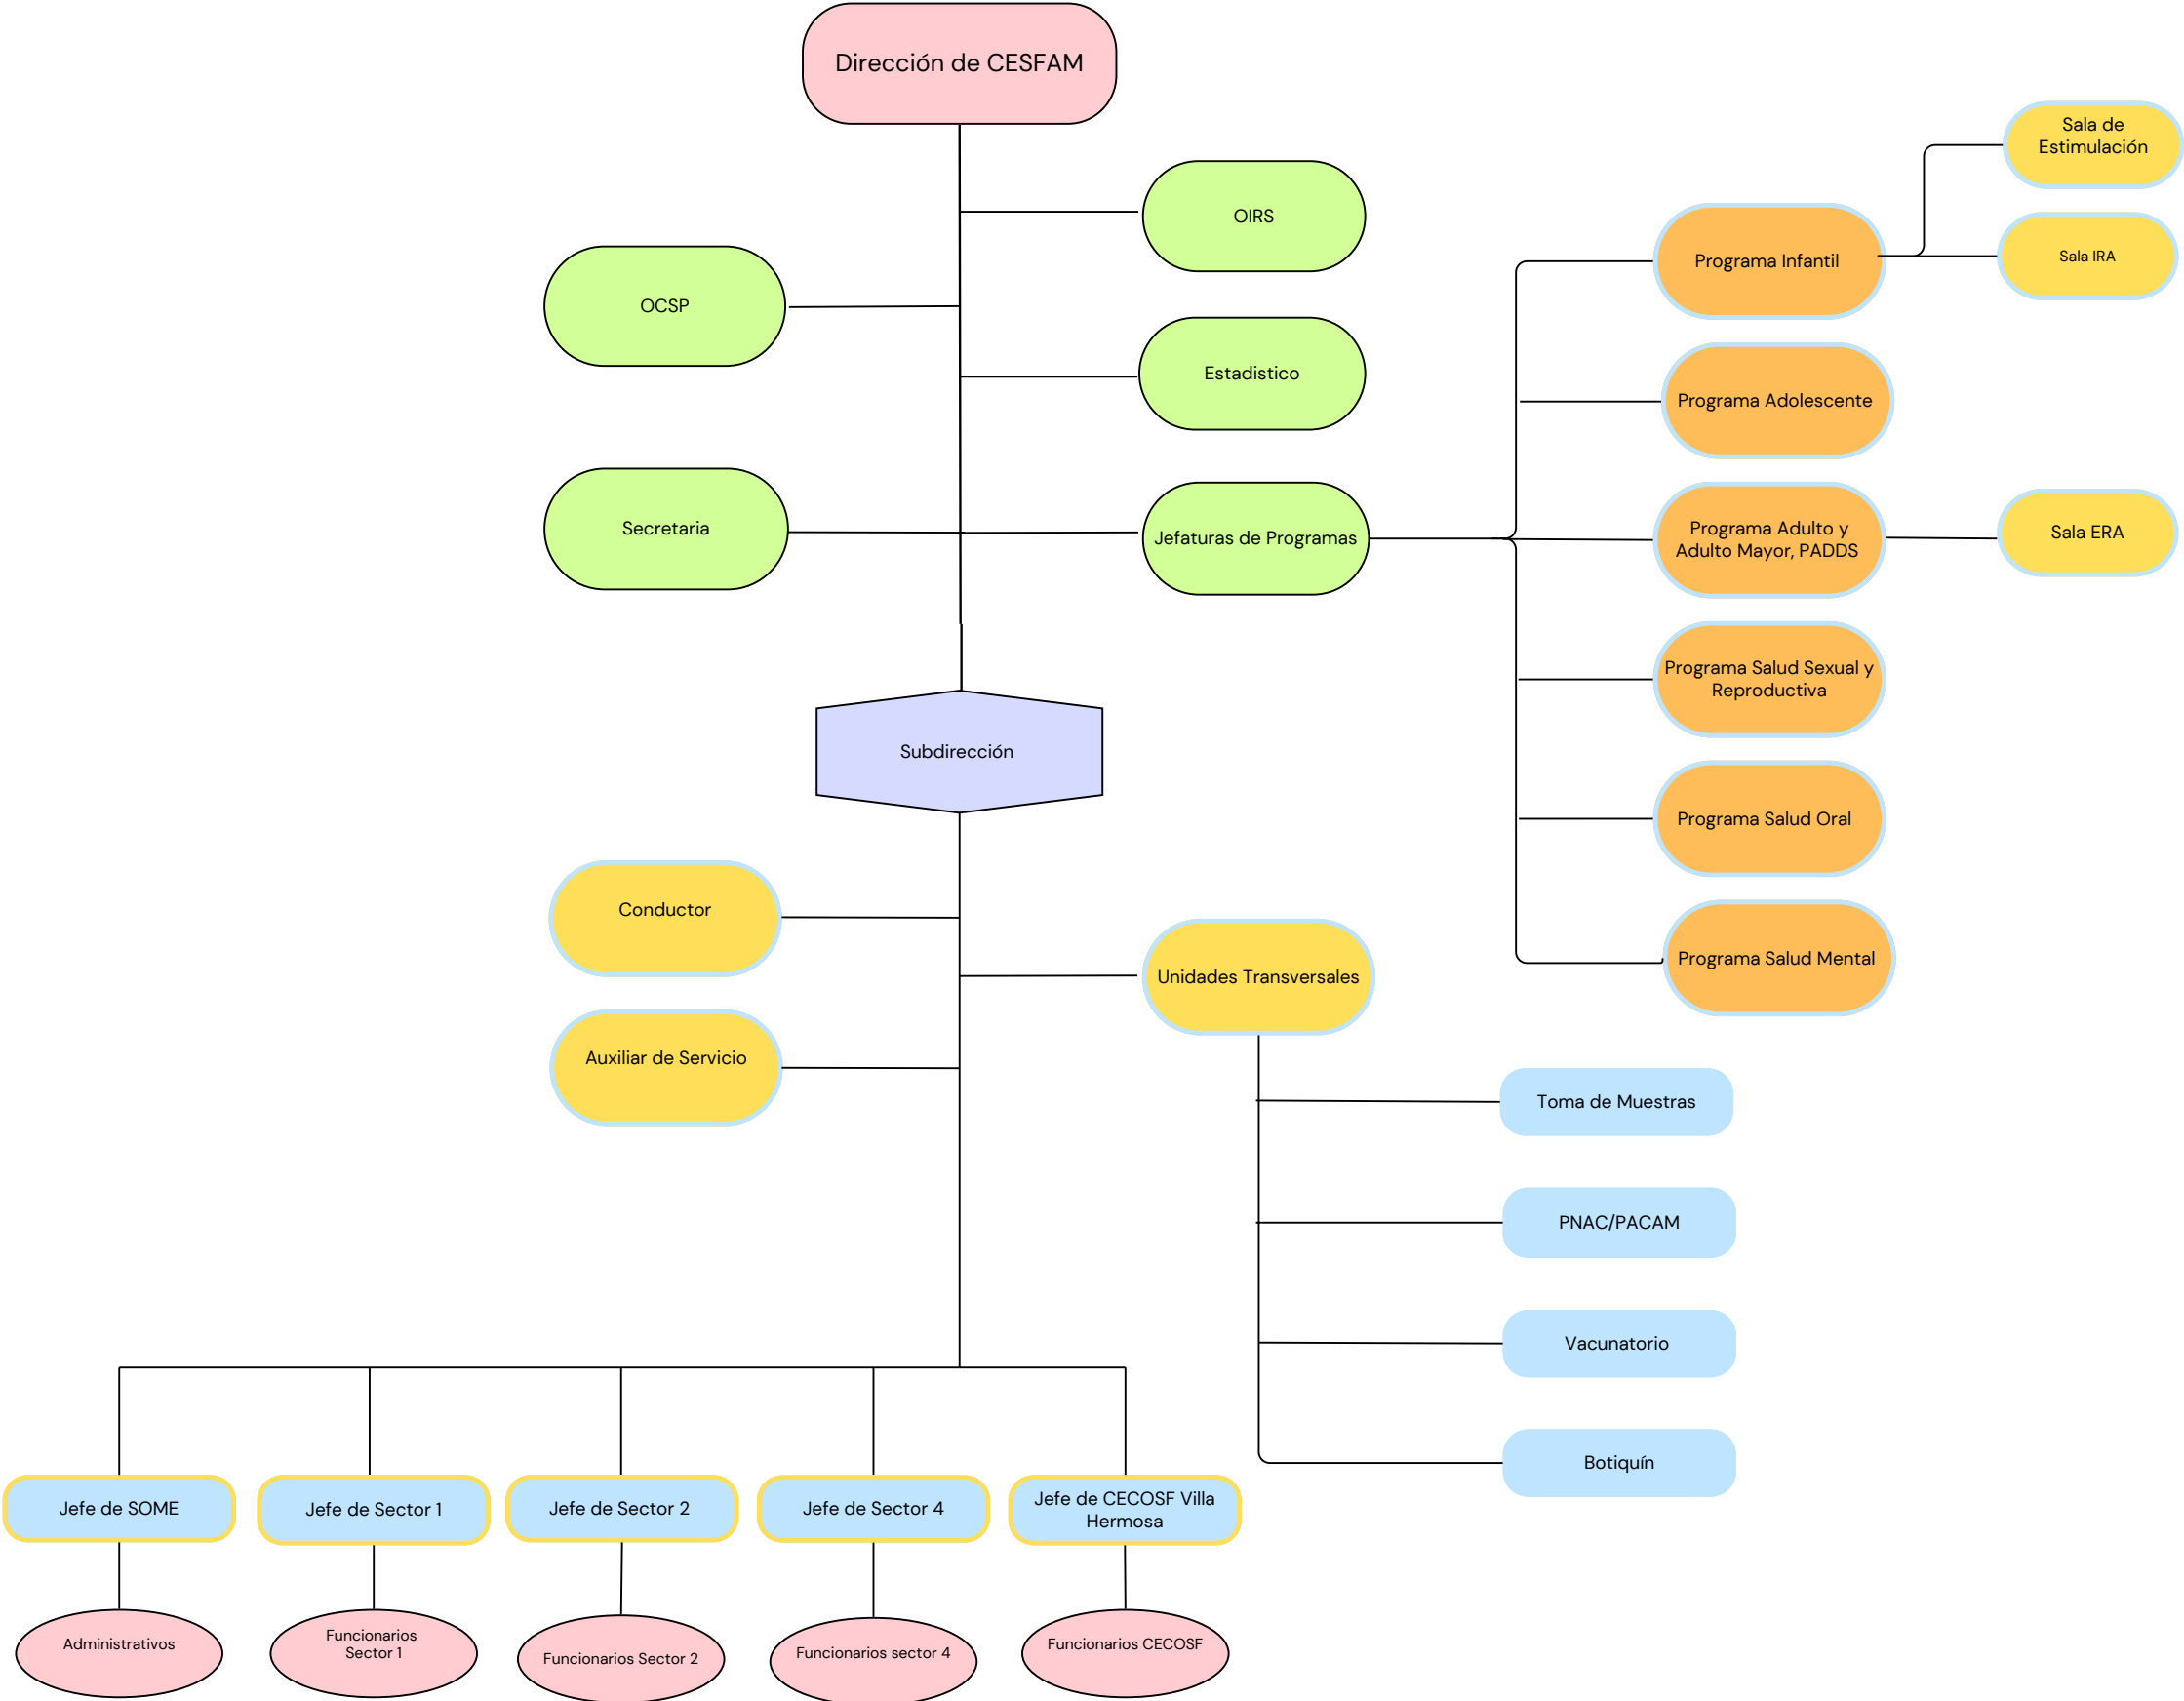 Dirección de CESFAM
Sala de
Estimulación
OIRS
Programa Infantil
Sala IRA
OCSP
Estadistico
Programa Adolescente
Secretaria
Jefaturas de Programas
Programa Adulto y
Adulto Mayor, PADDS
Sala ERA
Programa Salud Sexual y
Reproductiva
Subdirección
Programa Salud Oral
Conductor
Unidades Transversales
Programa Salud Mental
Auxiliar de Servicio
Toma de Muestras
PNAC/PACAM
Vacunatorio
Botiquín
Jefe de SOME
Jefe de Sector 1
Jefe de Sector 2
Jefe de Sector 4
Jefe de CECOSF Villa
Hermosa
Administrativos
Funcionarios
Sector 1
Funcionarios Sector 2
Funcionarios sector 4
Funcionarios CECOSF